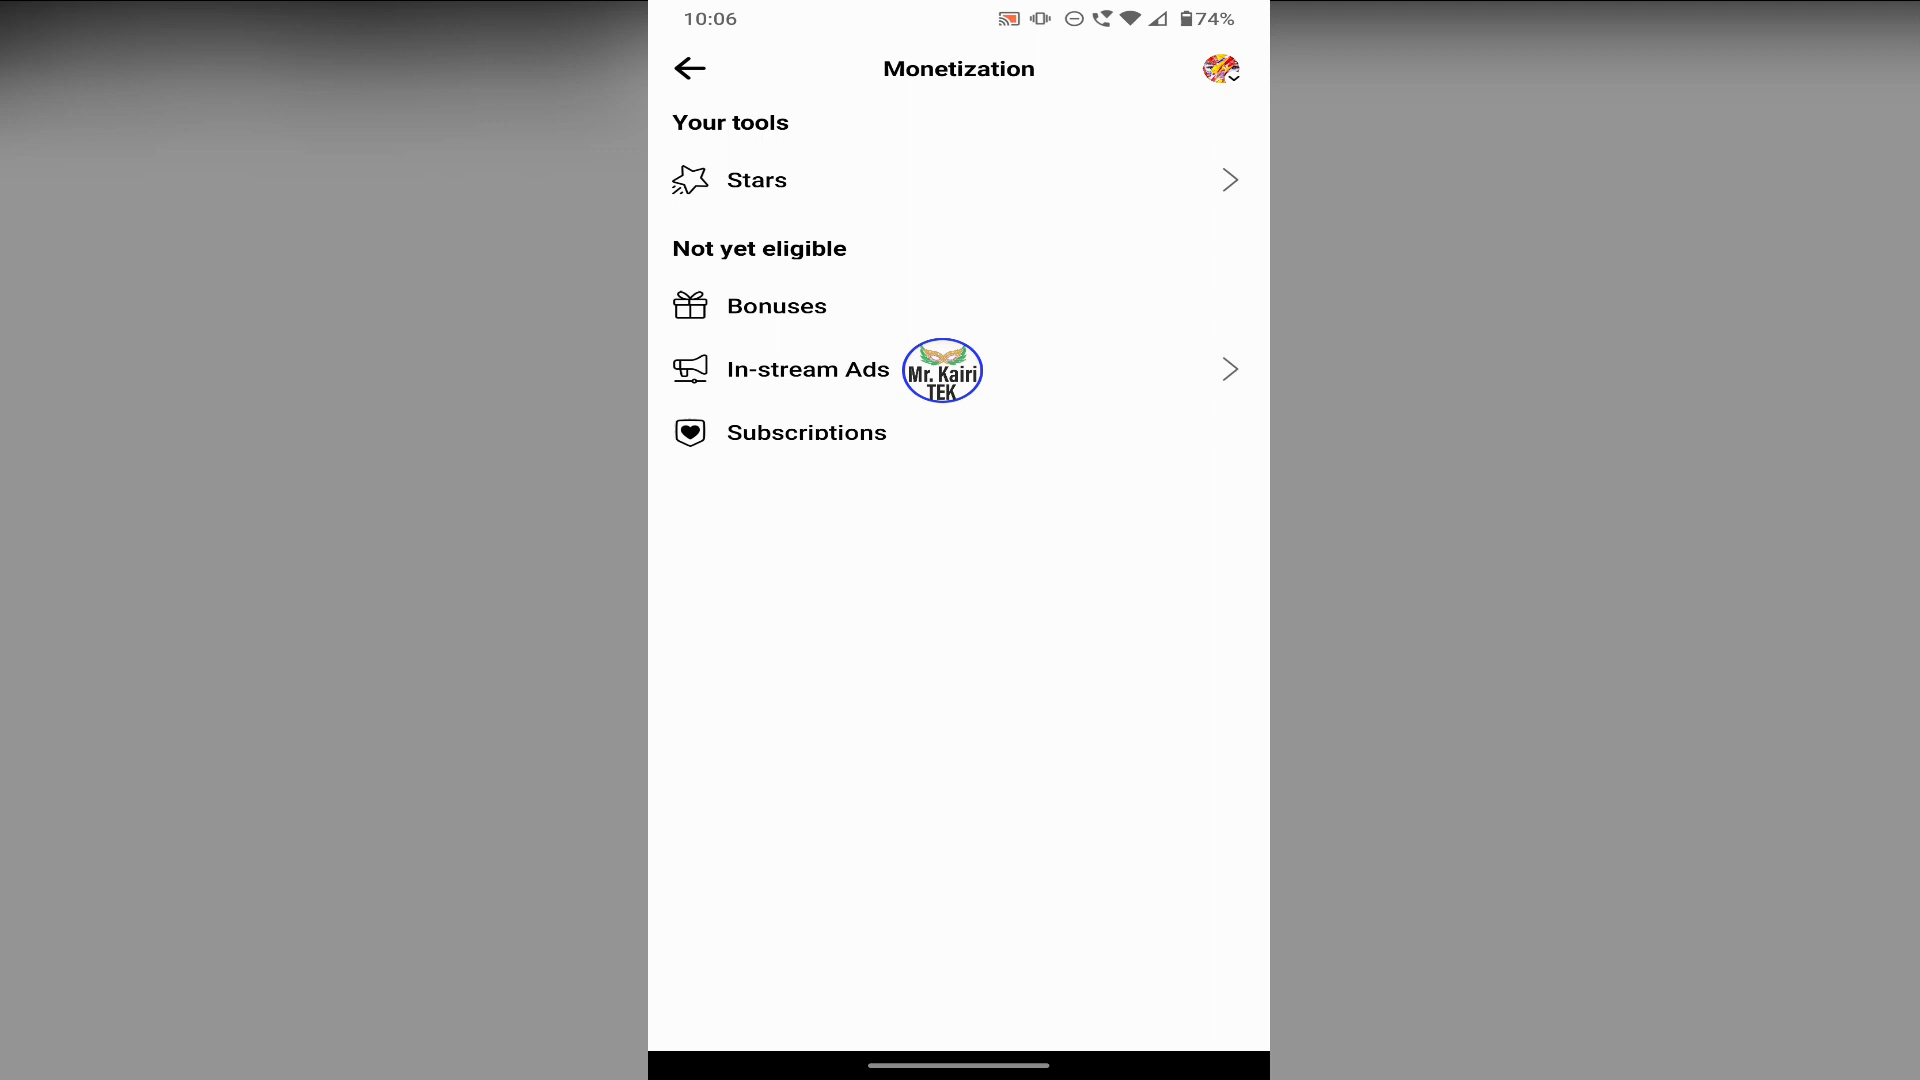 10:06
74%
Monetization
Your tools
Stars
Not yet eligible
Bonuses
In-stream Ads
Mr. Kairi
TEK
Subscriptions